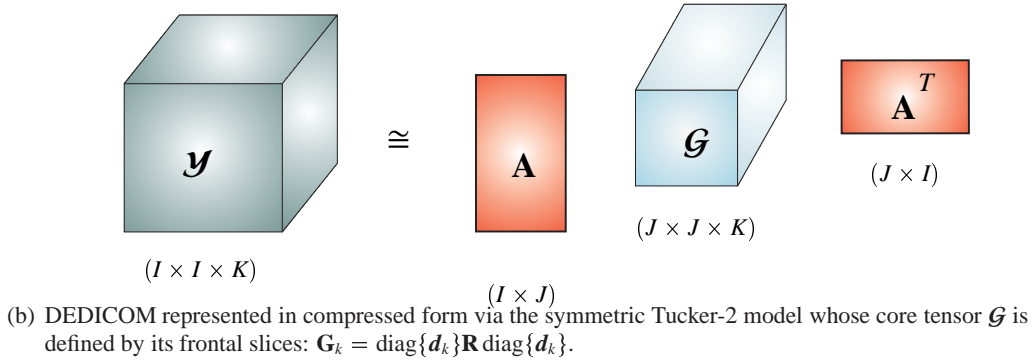 𝓨
≅
A
𝓖
A^T
(I × I × K)
(I × J)
(J × J × K)
(J × I)
(b) DEDICOM represented in compressed form via the symmetric Tucker-2 model whose core tensor 𝓖 is
defined by its frontal slices: G_k = diag{d_k}R diag{d_k}.